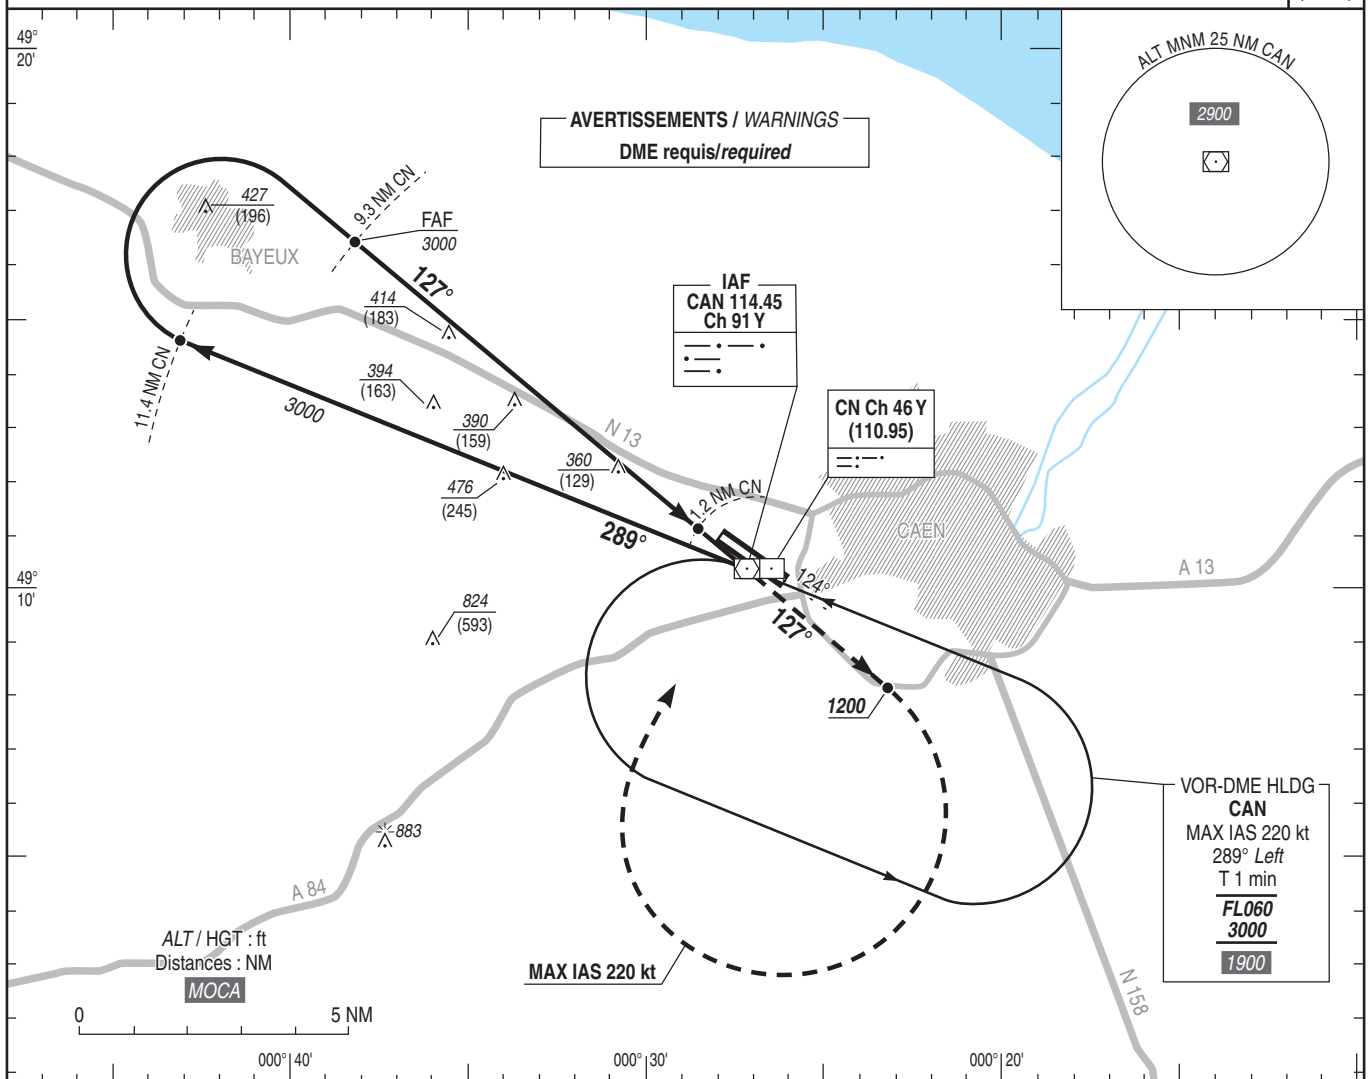 49°
20'
ALT MNM 25 NM CAN
2900
AVERTISSEMENTS / WARNINGS
DME requis/required
427
(196)
BAYEUX
9.3 NM CN
FAF
3000
127°
414
(183)
IAF
CAN 114.45
Ch 91 Y
11.4 NM CN
3000
394
(163)
390
(159)
N 13
CN Ch 46 Y
(110.95)
360
(129)
476
(245)
1.2 NM CN
289°
CAEN
A 13
49°
10'
124°
127°
824
(593)
1200
883
VOR-DME HLDG
CAN
MAX IAS 220 kt
289° Left
T 1 min
FL060
3000
1900
A 84
ALT / HGT : ft
Distances : NM
MOCA
MAX IAS 220 kt
N 158
0 5 NM
000° 40'
000° 30'
000° 20'